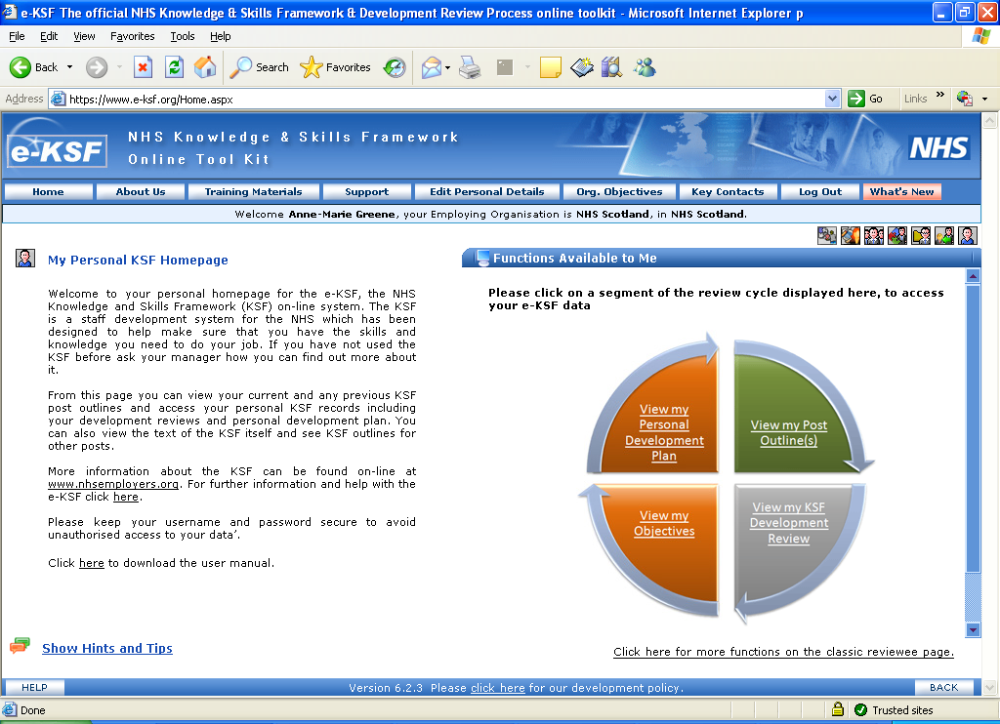 e-KSF The official NHS Knowledge & Skills Framework & Development Review Process online toolkit - Microsoft Internet Explorer p
File Edit View Favorites Tools Help
Back Search Favorites
Address https://www.e-ksf.org/Home.aspx Go Links »
e-KSF NHS Knowledge & Skills Framework
Online Tool Kit
NHS
Home About Us Training Materials Support Edit Personal Details Org. Objectives Key Contacts Log Out What's New
Welcome Anne-Marie Greene, your Employing Organisation is NHS Scotland, in NHS Scotland.
My Personal KSF Homepage
Welcome to your personal homepage for the e-KSF, the NHS
Knowledge and Skills Framework (KSF) on-line system. The KSF
is a staff development system for the NHS which has been
designed to help make sure that you have the skills and
knowledge you need to do your job. If you have not used the
KSF before ask your manager how you can find out more about
it.
From this page you can view your current and any previous KSF
post outlines and access your personal KSF records including
your development reviews and personal development plan. You
can also view the text of the KSF itself and see KSF outlines for
other posts.
More information about the KSF can be found on-line at
www.nhsemployers.org. For further information and help with the
e-KSF click here.
Please keep your username and password secure to avoid
unauthorised access to your data'.
Click here to download the user manual.
Show Hints and Tips
Functions Available to Me
Please click on a segment of the review cycle displayed here, to access
your e-KSF data
View my
Personal
Development
Plan
View my Post
Outline(s)
View my
Objectives
View my KSF
Development
Review
Click here for more functions on the classic reviewee page.
HELP Version 6.2.3 Please click here for our development policy. BACK
Done Trusted sites